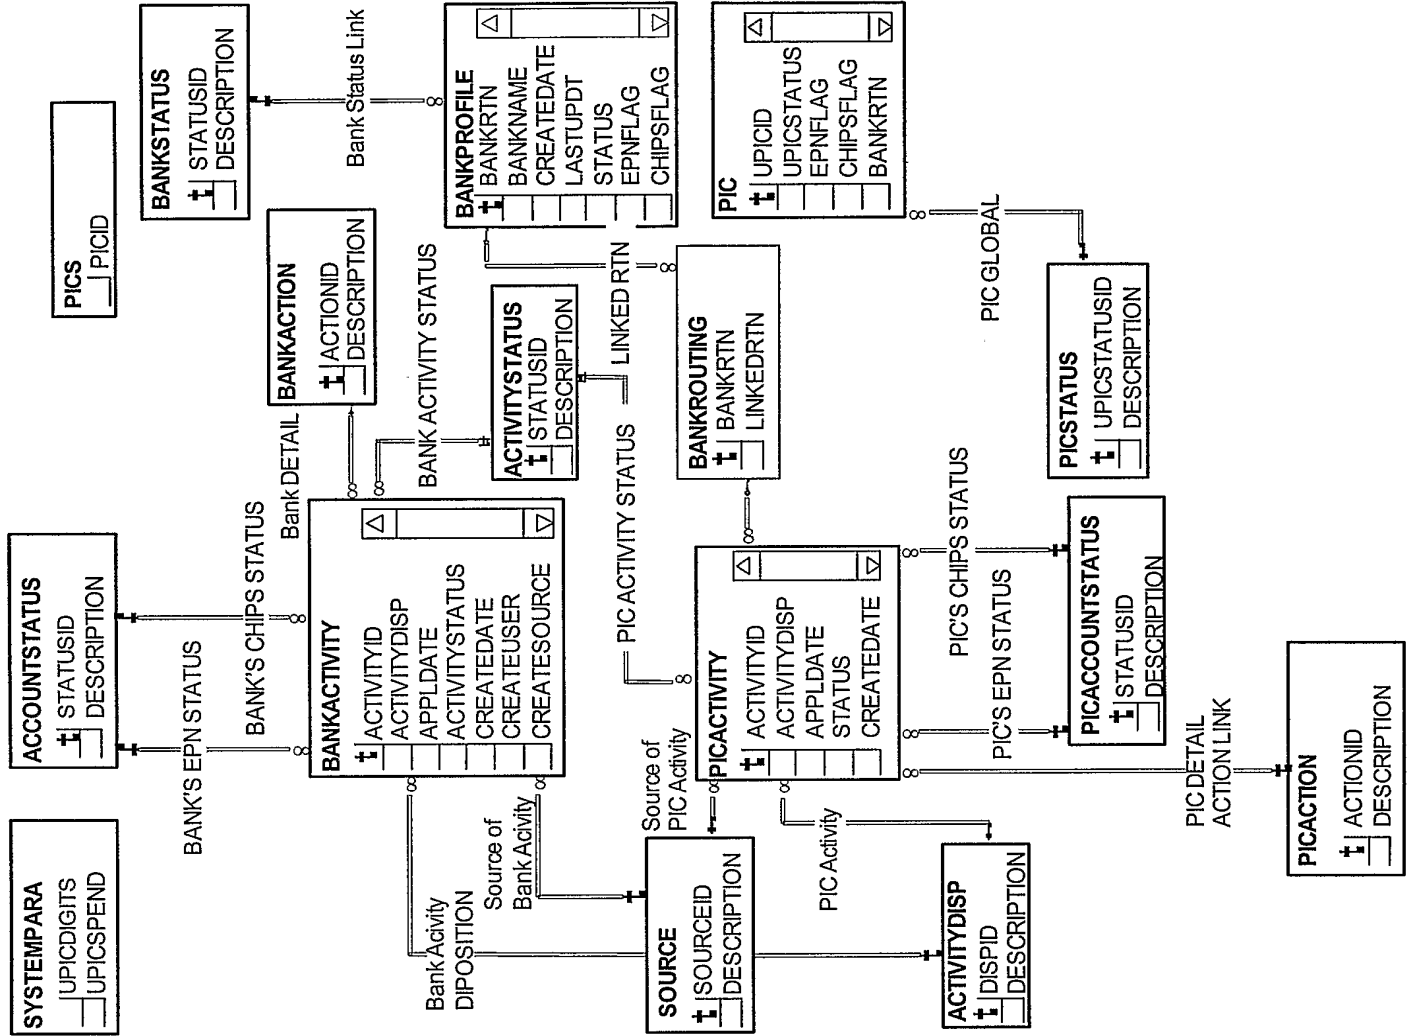 SYSTEMPARA
UPICDIGITS
UPICSPEND
ACCOUNTSTATUS
STATUSID
DESCRIPTION
PICS
PICID
BANK'S EPN STATUS
BANK'S CHIPS STATUS
BANKSTATUS
STATUSID
DESCRIPTION
Bank DETAIL
BANKACTION
ACTIONID
DESCRIPTION
Bank Status Link
BANKACTIVITY
ACTIVITYID
ACTIVITYDISP
APPLDATE
ACTIVITYSTATUS
CREATEDATE
CREATEUSER
CREATESOURCE
BANK ACTIVITY STATUS
BANKPROFILE
BANKRTN
BANKNAME
CREATEDATE
LASTUPDT
STATUS
EPNFLAG
CHIPSFLAG
Bank Acivity
DIPOSITION
Source of
Bank Acivity
ACTIVITYSTATUS
STATUSID
DESCRIPTION
LINKED RTN
PIC ACTIVITY STATUS
Source of
PIC Activity
SOURCE
SOURCEID
DESCRIPTION
PICACTIVITY
ACTIVITYID
ACTIVITYDISP
APPLDATE
STATUS
CREATEDATE
BANKROUTING
BANKRTN
LINKEDRTN
PIC
UPICID
UPICSTATUS
EPNFLAG
CHIPSFLAG
BANKRTN
PIC Activity
ACTIVITYDISP
DISPID
DESCRIPTION
PIC'S CHIPS STATUS
PIC'S EPN STATUS
PIC GLOBAL
PICSTATUS
UPICSTATUSID
DESCRIPTION
PICACCOUNTSTATUS
STATUSID
DESCRIPTION
PIC DETAIL
ACTION LINK
PICACTION
ACTIONID
DESCRIPTION